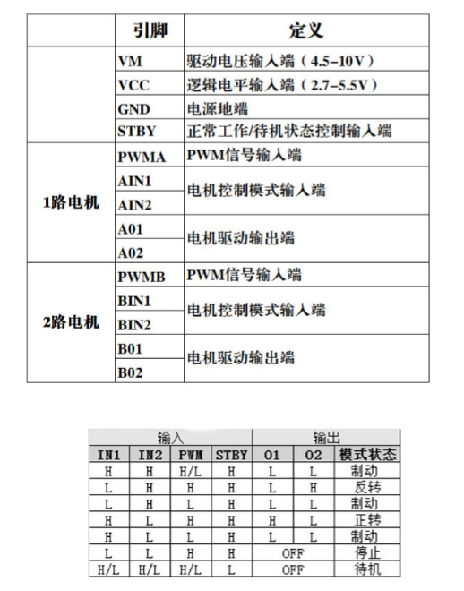 引脚 定义
VM 驱动电压输入端（4.5-10V）
VCC 逻辑电平输入端（2.7-5.5V）
GND 电源地端
STBY 正常工作/待机状态控制输入端
1路电机
PWMA PWM信号输入端
AIN1
电机控制模式输入端
AIN2
A01
电机驱动输出端
A02
2路电机
PWMB PWM信号输入端
BIN1
电机控制模式输入端
BIN2
B01
电机驱动输出端
B02
输入 输出
IN1 IN2 PWM STBY O1 O2 模式状态
H H H/L H L L 制动
L H H H L H 反转
L H L H L L 制动
H L H H H L 正转
H L L H L L 制动
L L H H OFF 停止
H/L H/L H/L L OFF 待机